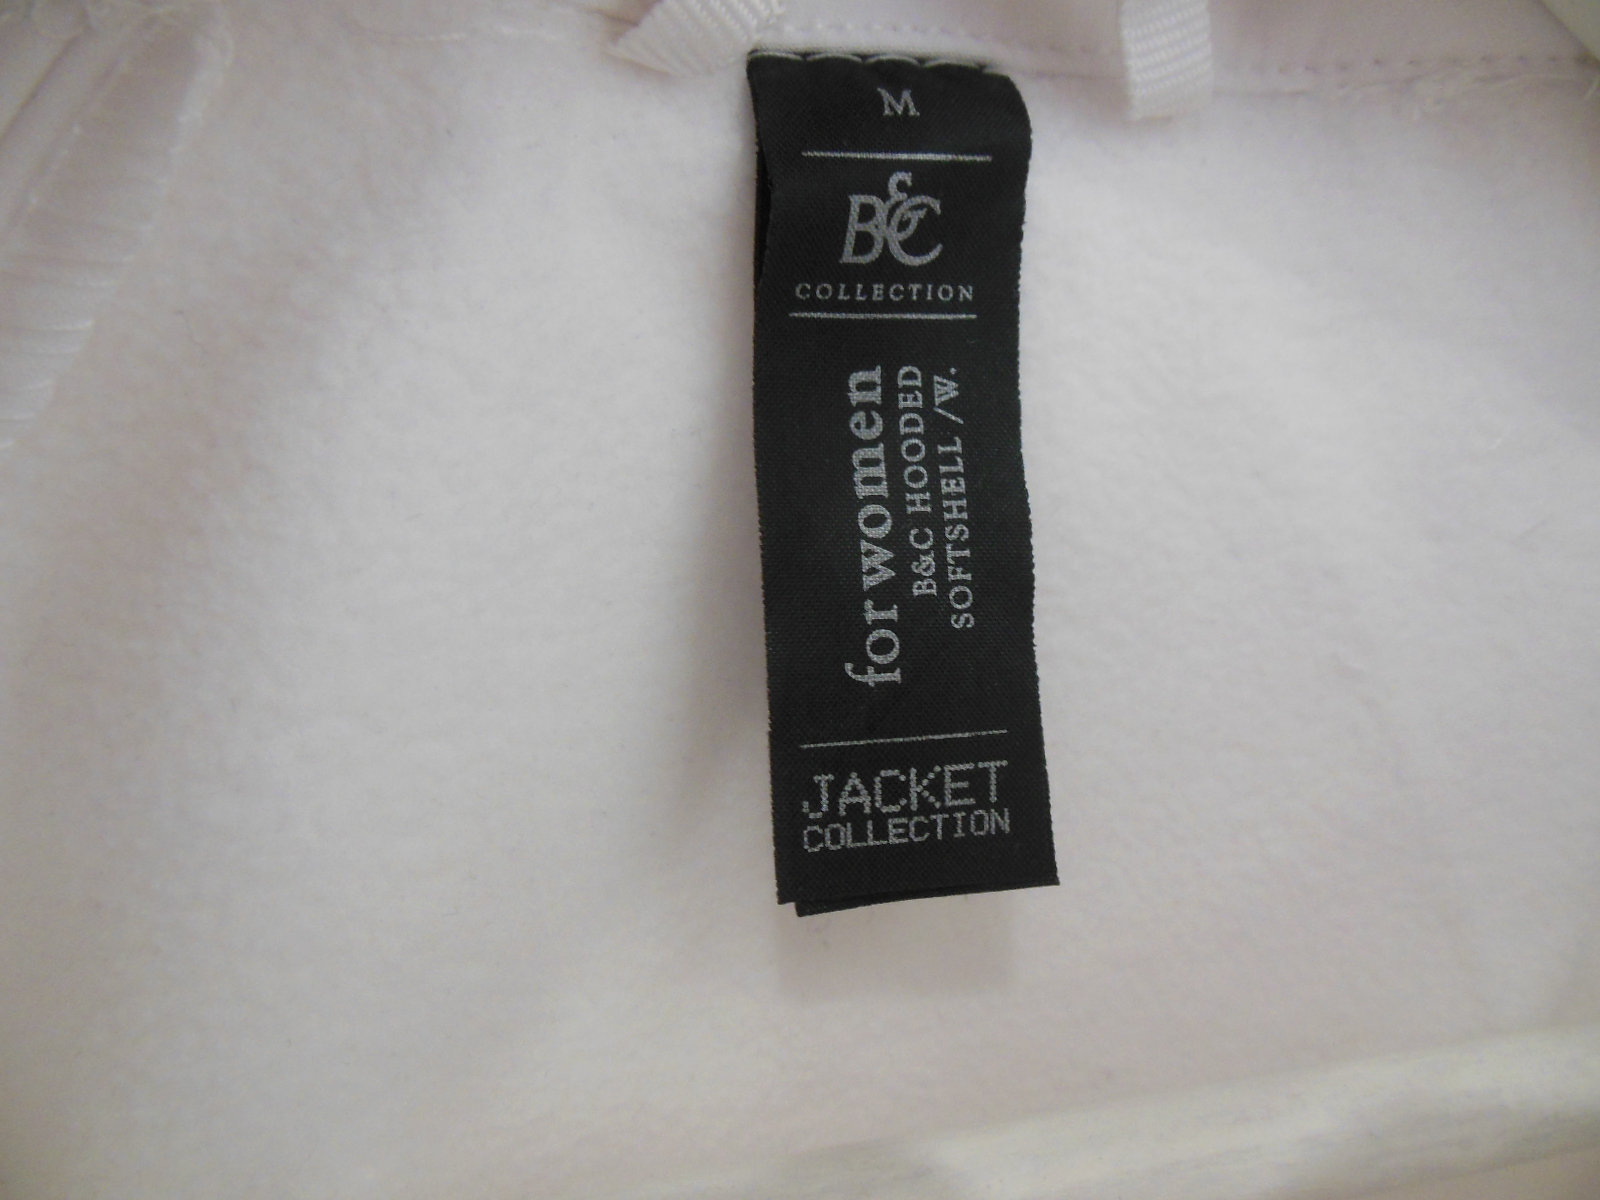 M
B&C
COLLECTION
for women
B&C HOODED
SOFTSHELL /W.
JACKET
COLLECTION